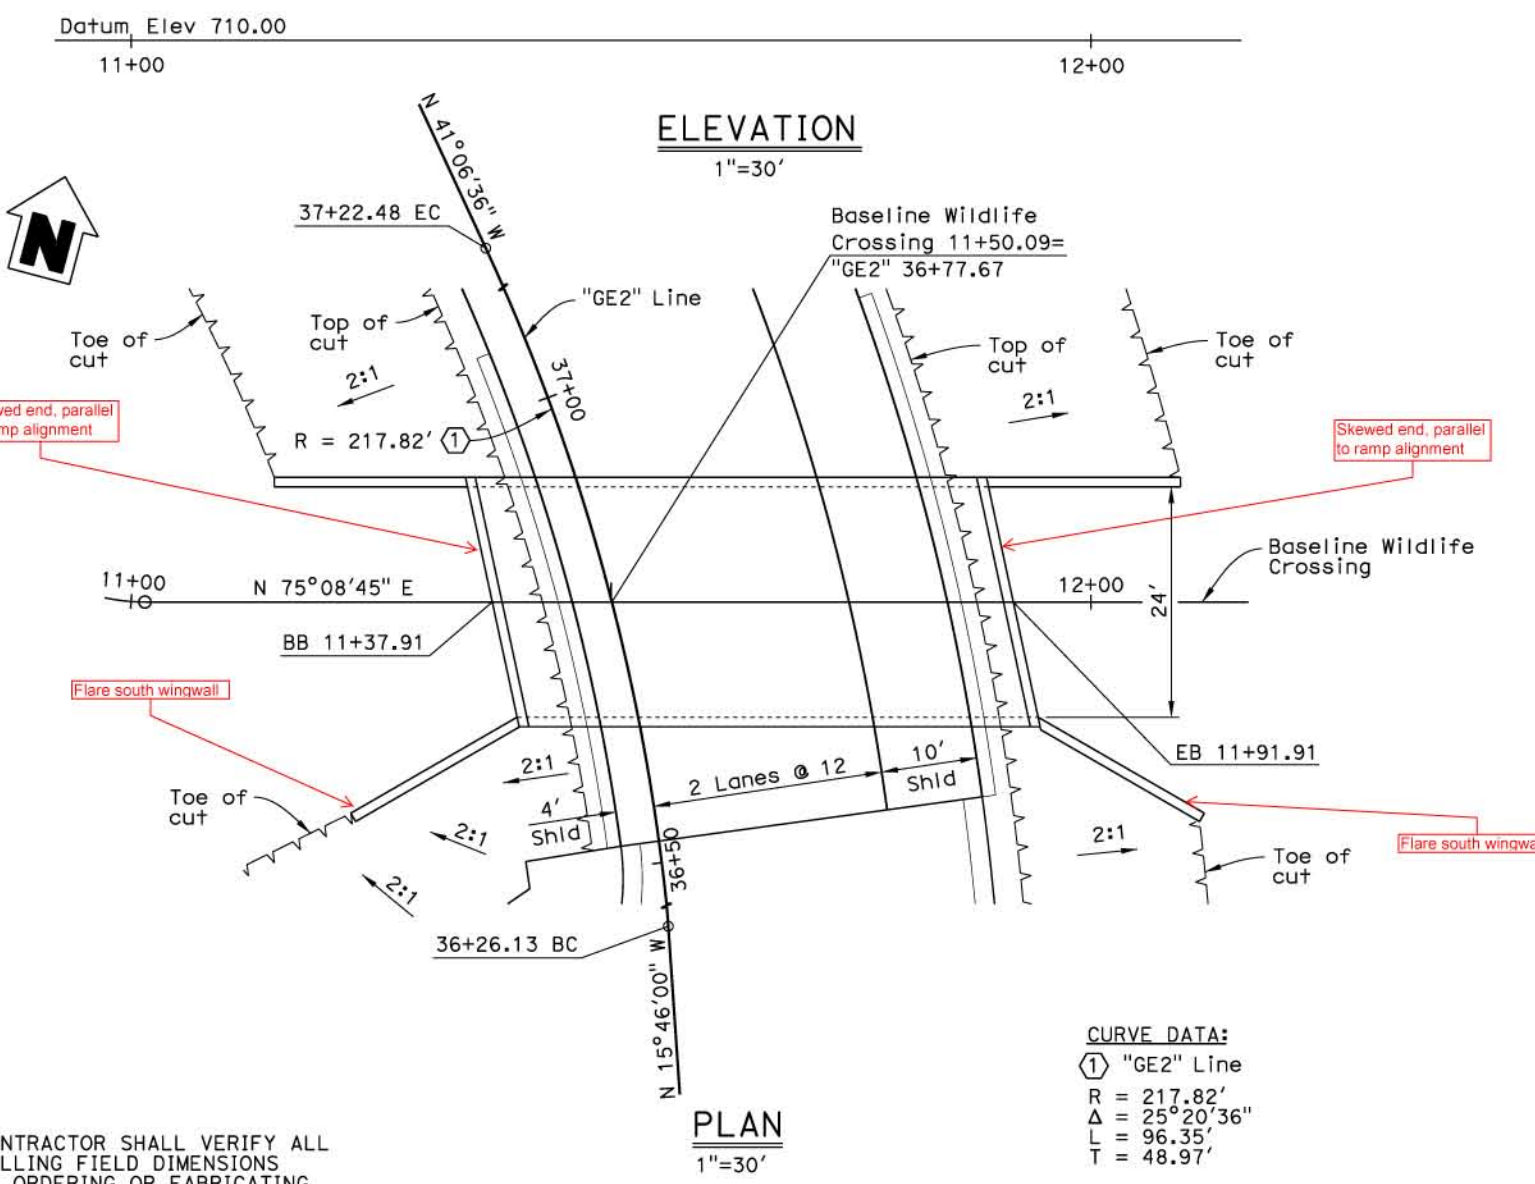 Datum Elev 710.00
11+00
12+00
ELEVATION
1"=30'
N 41°06'36" W
37+22.48 EC
N
Baseline Wildlife
Crossing 11+50.09=
"GE2" 36+77.67
"GE2" Line
Toe of
cut
Top of
cut
2:1
37+00
R = 217.82' 1
Top of
cut
Toe of
cut
2:1
parallel
alignment
Skewed end, parallel
to ramp alignment
11+00
N 75°08'45" E
12+00
24'
Baseline Wildlife
Crossing
BB 11+37.91
Flare south wingwall
EB 11+91.91
2:1
2 Lanes @ 12
10'
Shld
Toe of
cut
4'
Shld
2:1
2:1
36+50
2:1
Flare south
Toe of
cut
36+26.13 BC
N 15°46'00" W
CURVE DATA:
1 "GE2" Line
R = 217.82'
Δ = 25°20'36"
L = 96.35'
T = 48.97'
PLAN
1"=30'
SHALL VERIFY ALL
FIELD DIMENSIONS
ORDERING OR FABRICATING